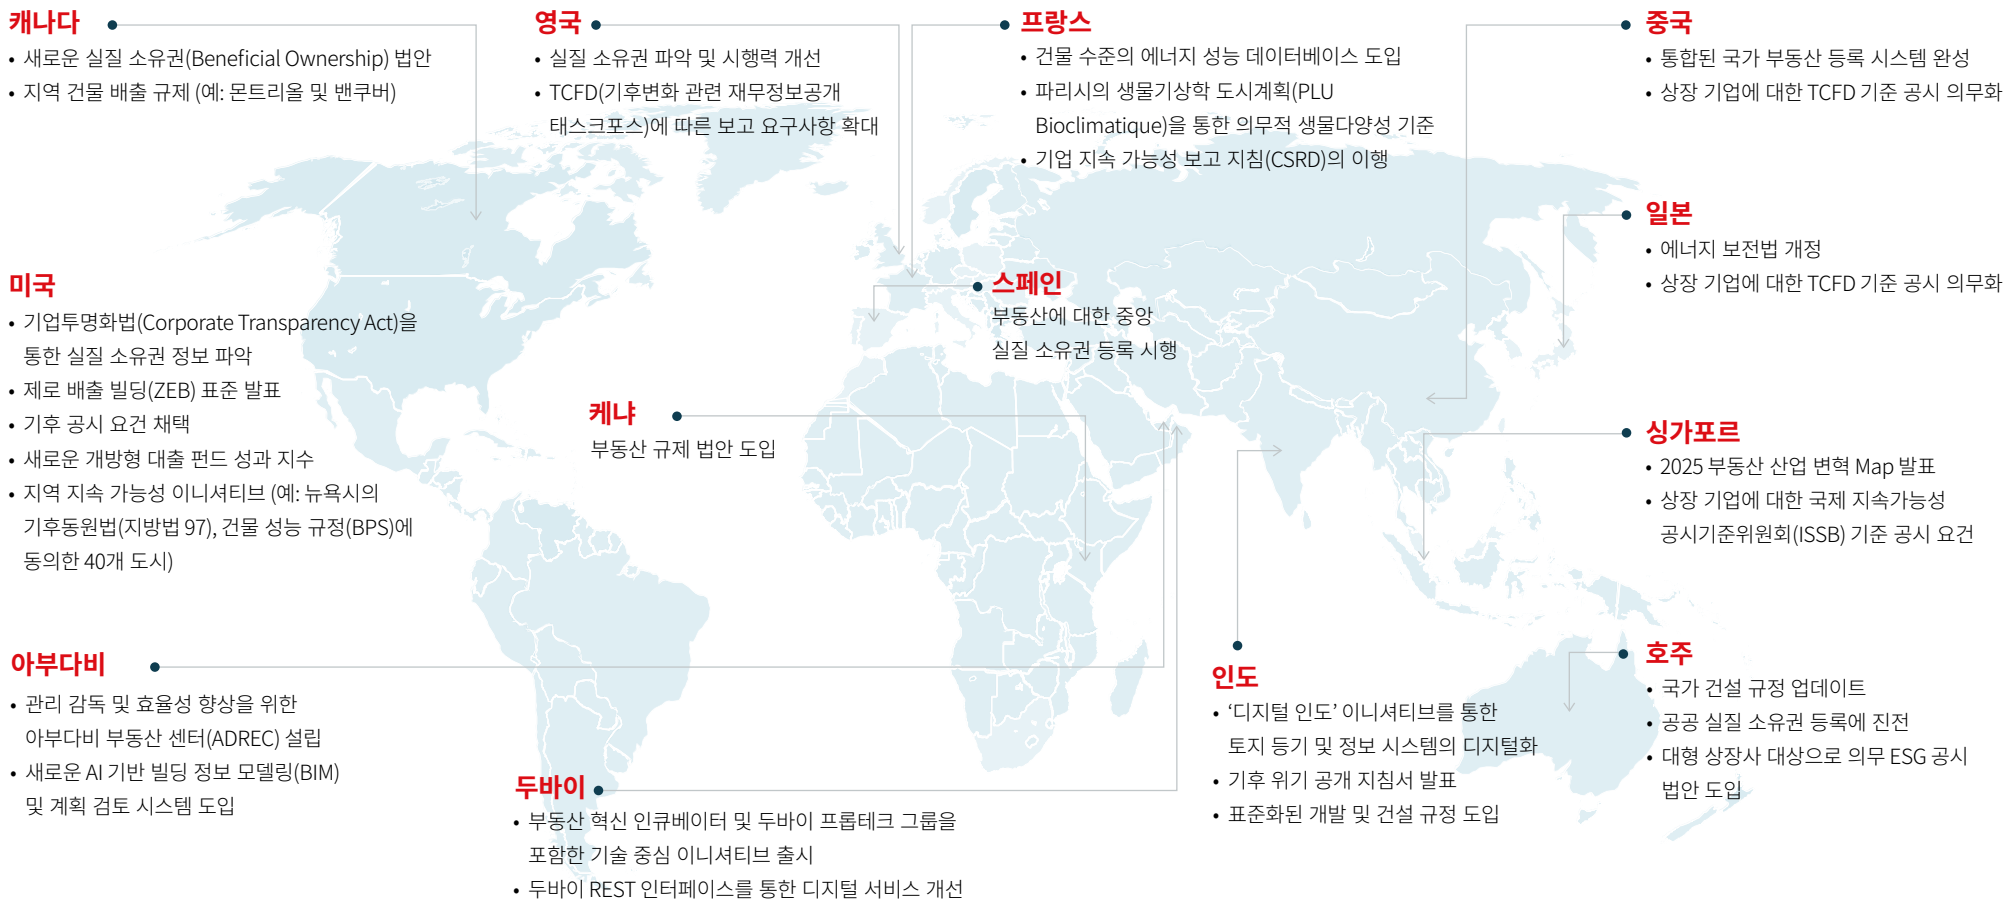 캐나다
• 새로운 실질 소유권(Beneficial Ownership) 법안
• 지역 건물 배출 규제 (예: 몬트리올 및 밴쿠버)
영국
• 실질 소유권 파악 및 시행력 개선
• TCFD(기후변화 관련 재무정보공개
태스크포스)에 따른 보고 요구사항 확대
프랑스
• 건물 수준의 에너지 성능 데이터베이스 도입
• 파리시의 생물기상학 도시계획(PLU
Bioclimatique)을 통한 의무적 생물다양성 기준
• 기업 지속 가능성 보고 지침(CSRD)의 이행
중국
• 통합된 국가 부동산 등록 시스템 완성
• 상장 기업에 대한 TCFD 기준 공시 의무화
일본
• 에너지 보전법 개정
• 상장 기업에 대한 TCFD 기준 공시 의무화
미국
• 기업투명화법(Corporate Transparency Act)을
통한 실질 소유권 정보 파악
• 제로 배출 빌딩(ZEB) 표준 발표
• 기후 공시 요건 채택
• 새로운 개방형 대출 펀드 성과 지수
• 지역 지속 가능성 이니셔티브 (예: 뉴욕시의
기후동원법(지방법 97), 건물 성능 규정(BPS)에
동의한 40개 도시)
스페인
부동산에 대한 중앙
실질 소유권 등록 시행
케냐
부동산 규제 법안 도입
싱가포르
• 2025 부동산 산업 변혁 Map 발표
• 상장 기업에 대한 국제 지속가능성
공시기준위원회(ISSB) 기준 공시 요건
아부다비
• 관리 감독 및 효율성 향상을 위한
아부다비 부동산 센터(ADREC) 설립
• 새로운 AI 기반 빌딩 정보 모델링(BIM)
및 계획 검토 시스템 도입
두바이
• 부동산 혁신 인큐베이터 및 두바이 프롭테크 그룹을
포함한 기술 중심 이니셔티브 출시
• 두바이 REST 인터페이스를 통한 디지털 서비스 개선
인도
• ‘디지털 인도’ 이니셔티브를 통한
토지 등기 및 정보 시스템의 디지털화
• 기후 위기 공개 지침서 발표
• 표준화된 개발 및 건설 규정 도입
호주
• 국가 건설 규정 업데이트
• 공공 실질 소유권 등록에 진전
• 대형 상장사 대상으로 의무 ESG 공시
법안 도입